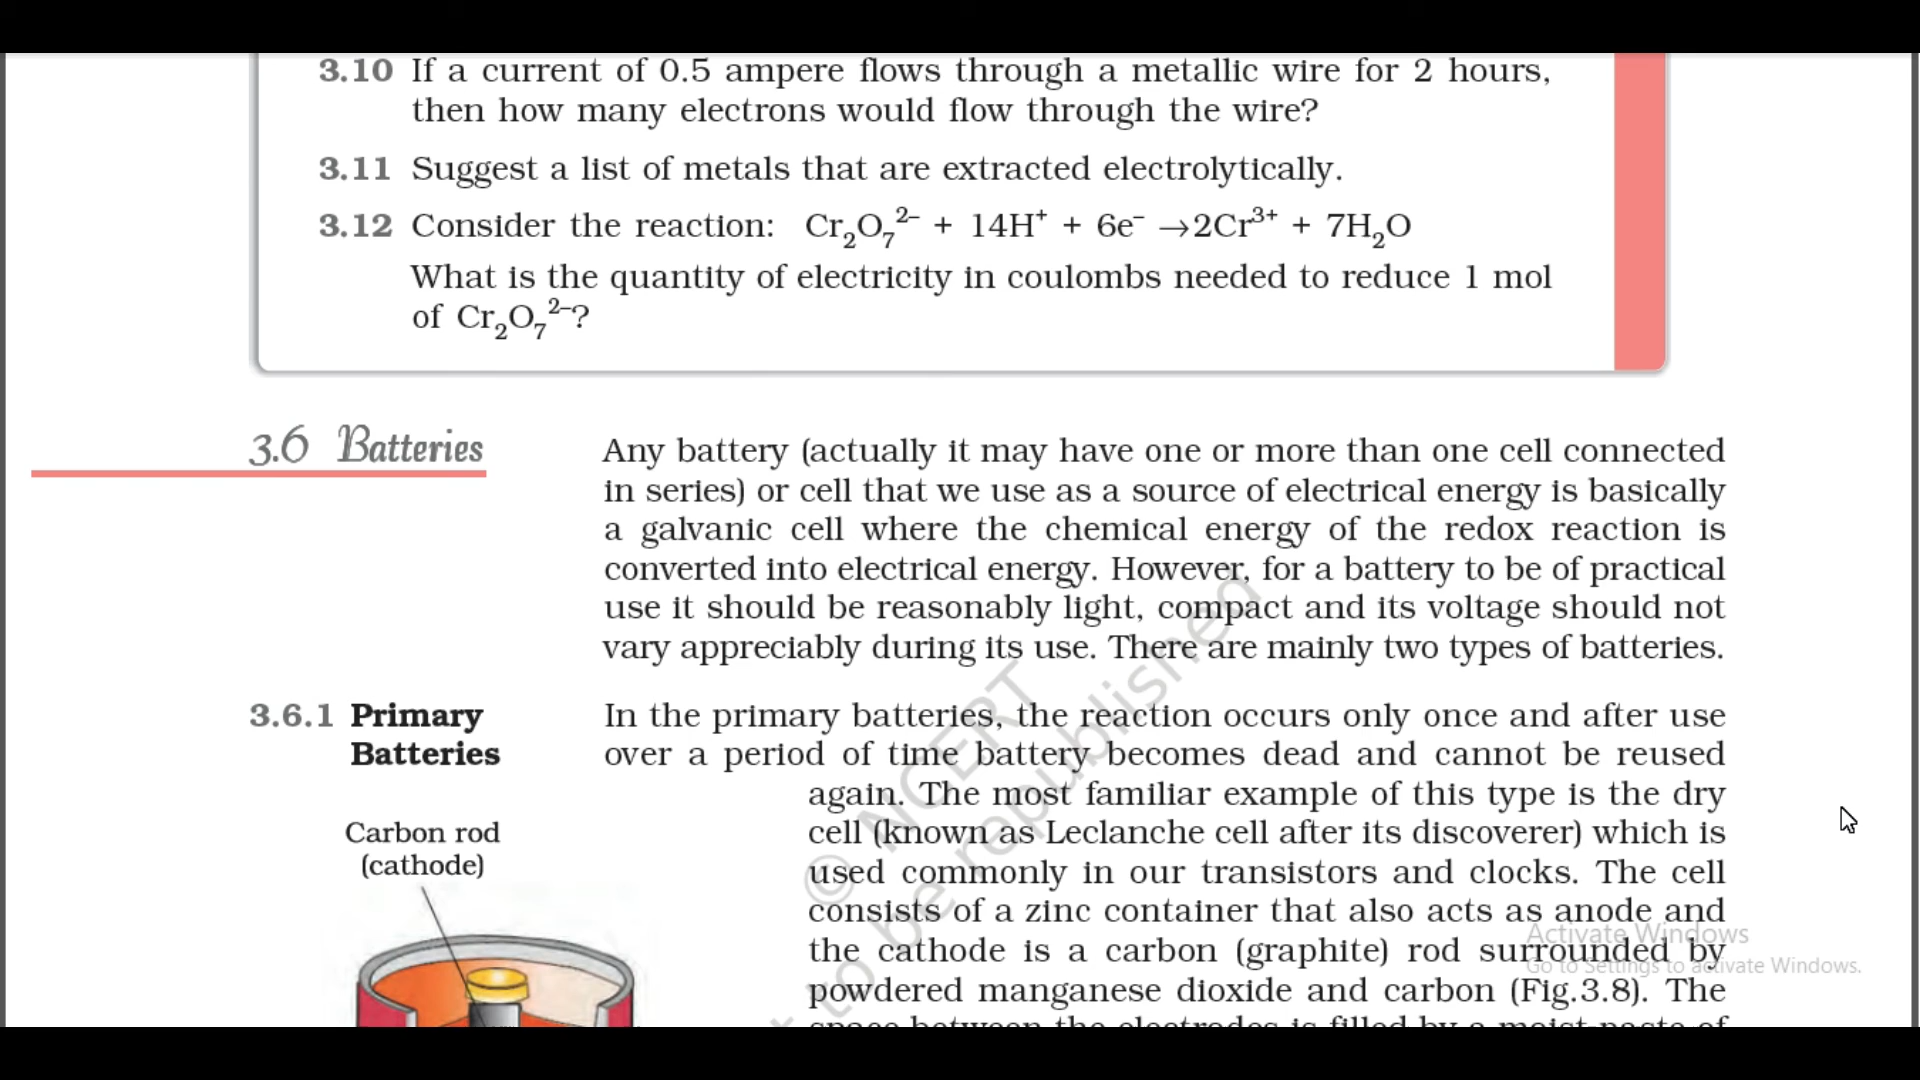 3.10 If a current of 0.5 ampere flows through a metallic wire for 2 hours,
then how many electrons would flow through the wire?
3.11 Suggest a list of metals that are extracted electrolytically.
3.12 Consider the reaction: Cr₂O₇²⁻ + 14H⁺ + 6e⁻ →2Cr³⁺ + 7H₂O
What is the quantity of electricity in coulombs needed to reduce 1 mol
of Cr₂O₇²⁻?
3.6 Batteries
Any battery (actually it may have one or more than one cell connected
in series) or cell that we use as a source of electrical energy is basically
a galvanic cell where the chemical energy of the redox reaction is
converted into electrical energy. However, for a battery to be of practical
use it should be reasonably light, compact and its voltage should not
vary appreciably during its use. There are mainly two types of batteries.
3.6.1 Primary
Batteries
In the primary batteries, the reaction occurs only once and after use
over a period of time battery becomes dead and cannot be reused
again. The most familiar example of this type is the dry
cell (known as Leclanche cell after its discoverer) which is
used commonly in our transistors and clocks. The cell
consists of a zinc container that also acts as anode and
the cathode is a carbon (graphite) rod surrounded by
powdered manganese dioxide and carbon (Fig.3.8). The
space between the electrodes is filled by a moist paste of
Carbon rod
(cathode)
© NCERT
to be republished
Activate Windows
Go to Settings to activate Windows.